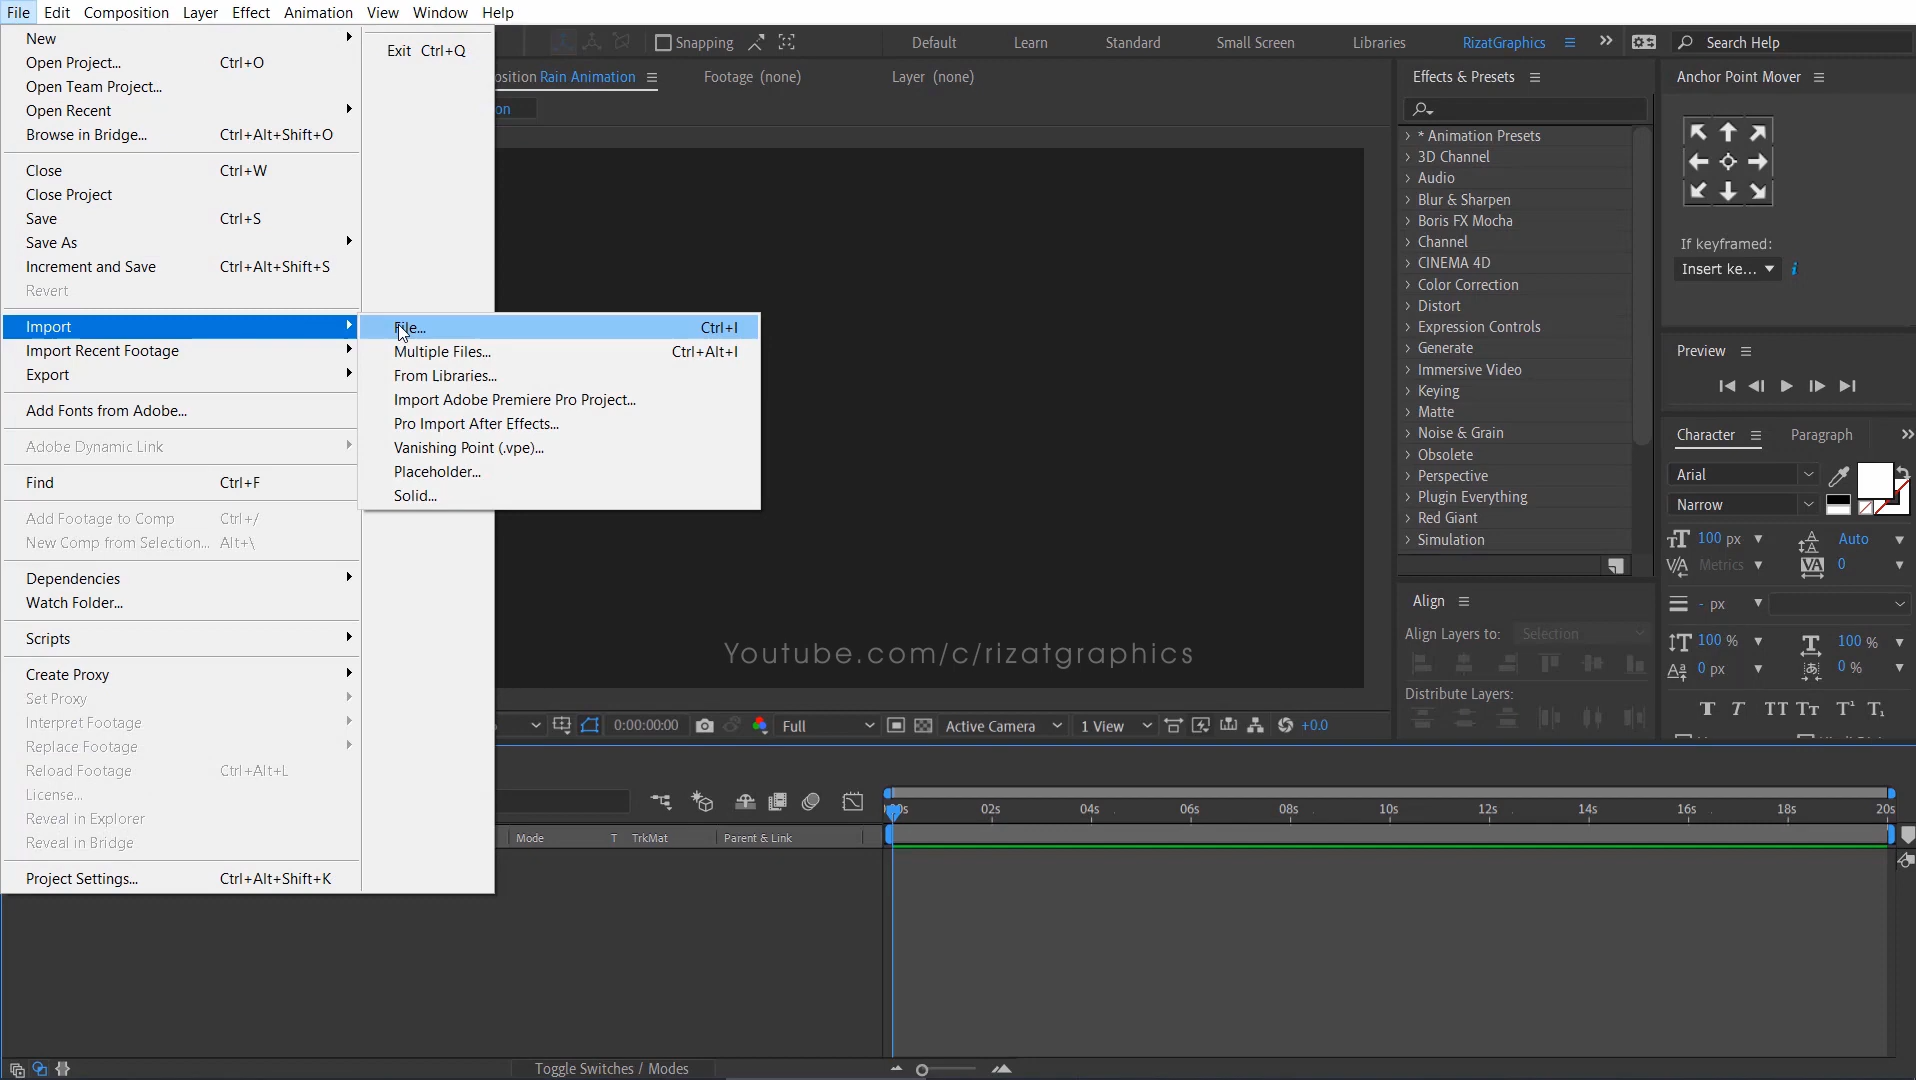 File Edit Composition Layer Effect Animation View Window Help
New
Open Project... Ctrl+O
Open Team Project...
Open Recent
Browse in Bridge... Ctrl+Alt+Shift+O
Close Ctrl+W
Close Project
Save Ctrl+S
Save As
Increment and Save Ctrl+Alt+Shift+S
Revert
Import
Import Recent Footage
Export
Add Fonts from Adobe...
Adobe Dynamic Link
Find Ctrl+F
Add Footage to Comp Ctrl+/
New Comp from Selection... Alt+\
Dependencies
Watch Folder...
Scripts
Create Proxy
Set Proxy
Interpret Footage
Replace Footage
Reload Footage Ctrl+Alt+L
License...
Reveal in Explorer
Reveal in Bridge
Project Settings... Ctrl+Alt+Shift+K
Exit Ctrl+Q
File... Ctrl+I
Multiple Files... Ctrl+Alt+I
From Libraries...
Import Adobe Premiere Pro Project...
Pro Import After Effects...
Vanishing Point (.vpe)...
Placeholder...
Solid...
Snapping Default Learn Standard Small Screen Libraries RizatGraphics Search Help
osition Rain Animation Footage (none) Layer (none)
on
Youtube.com/c/rizatgraphics
0:00:00:00 Full Active Camera 1 View +0.0
Effects & Presets
* Animation Presets
3D Channel
Audio
Blur & Sharpen
Boris FX Mocha
Channel
CINEMA 4D
Color Correction
Distort
Expression Controls
Generate
Immersive Video
Keying
Matte
Noise & Grain
Obsolete
Perspective
Plugin Everything
Red Giant
Simulation
Align
Align Layers to: Selection
Distribute Layers:
Anchor Point Mover
If keyframed:
Insert ke...
Preview
Character Paragraph
Arial
Narrow
100 px Auto
Metrics 0
- px
100 % 100 %
0 px 0 %
02s 04s 06s 08s 10s 12s 14s 16s 18s 20s
Mode T TrkMat Parent & Link
Toggle Switches / Modes